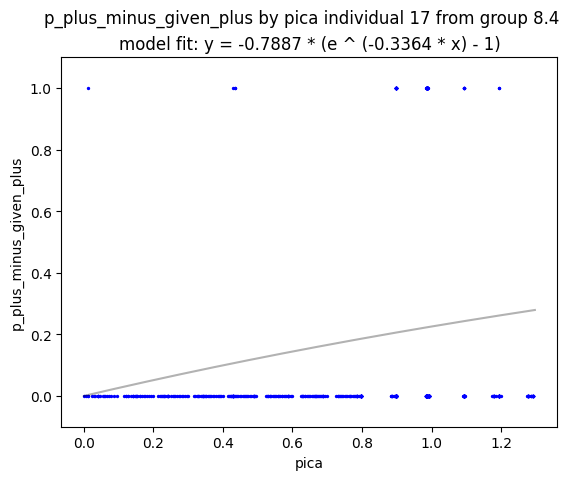 p_plus_minus_given_plus by pica individual 17 from group 8.4
model fit: y = -0.7887 * (e ^ (-0.3364 * x) - 1)
p_plus_minus_given_plus
1.0
0.8
0.6
0.4
0.2
0.0
0.0 0.2 0.4 0.6 0.8 1.0 1.2
pica